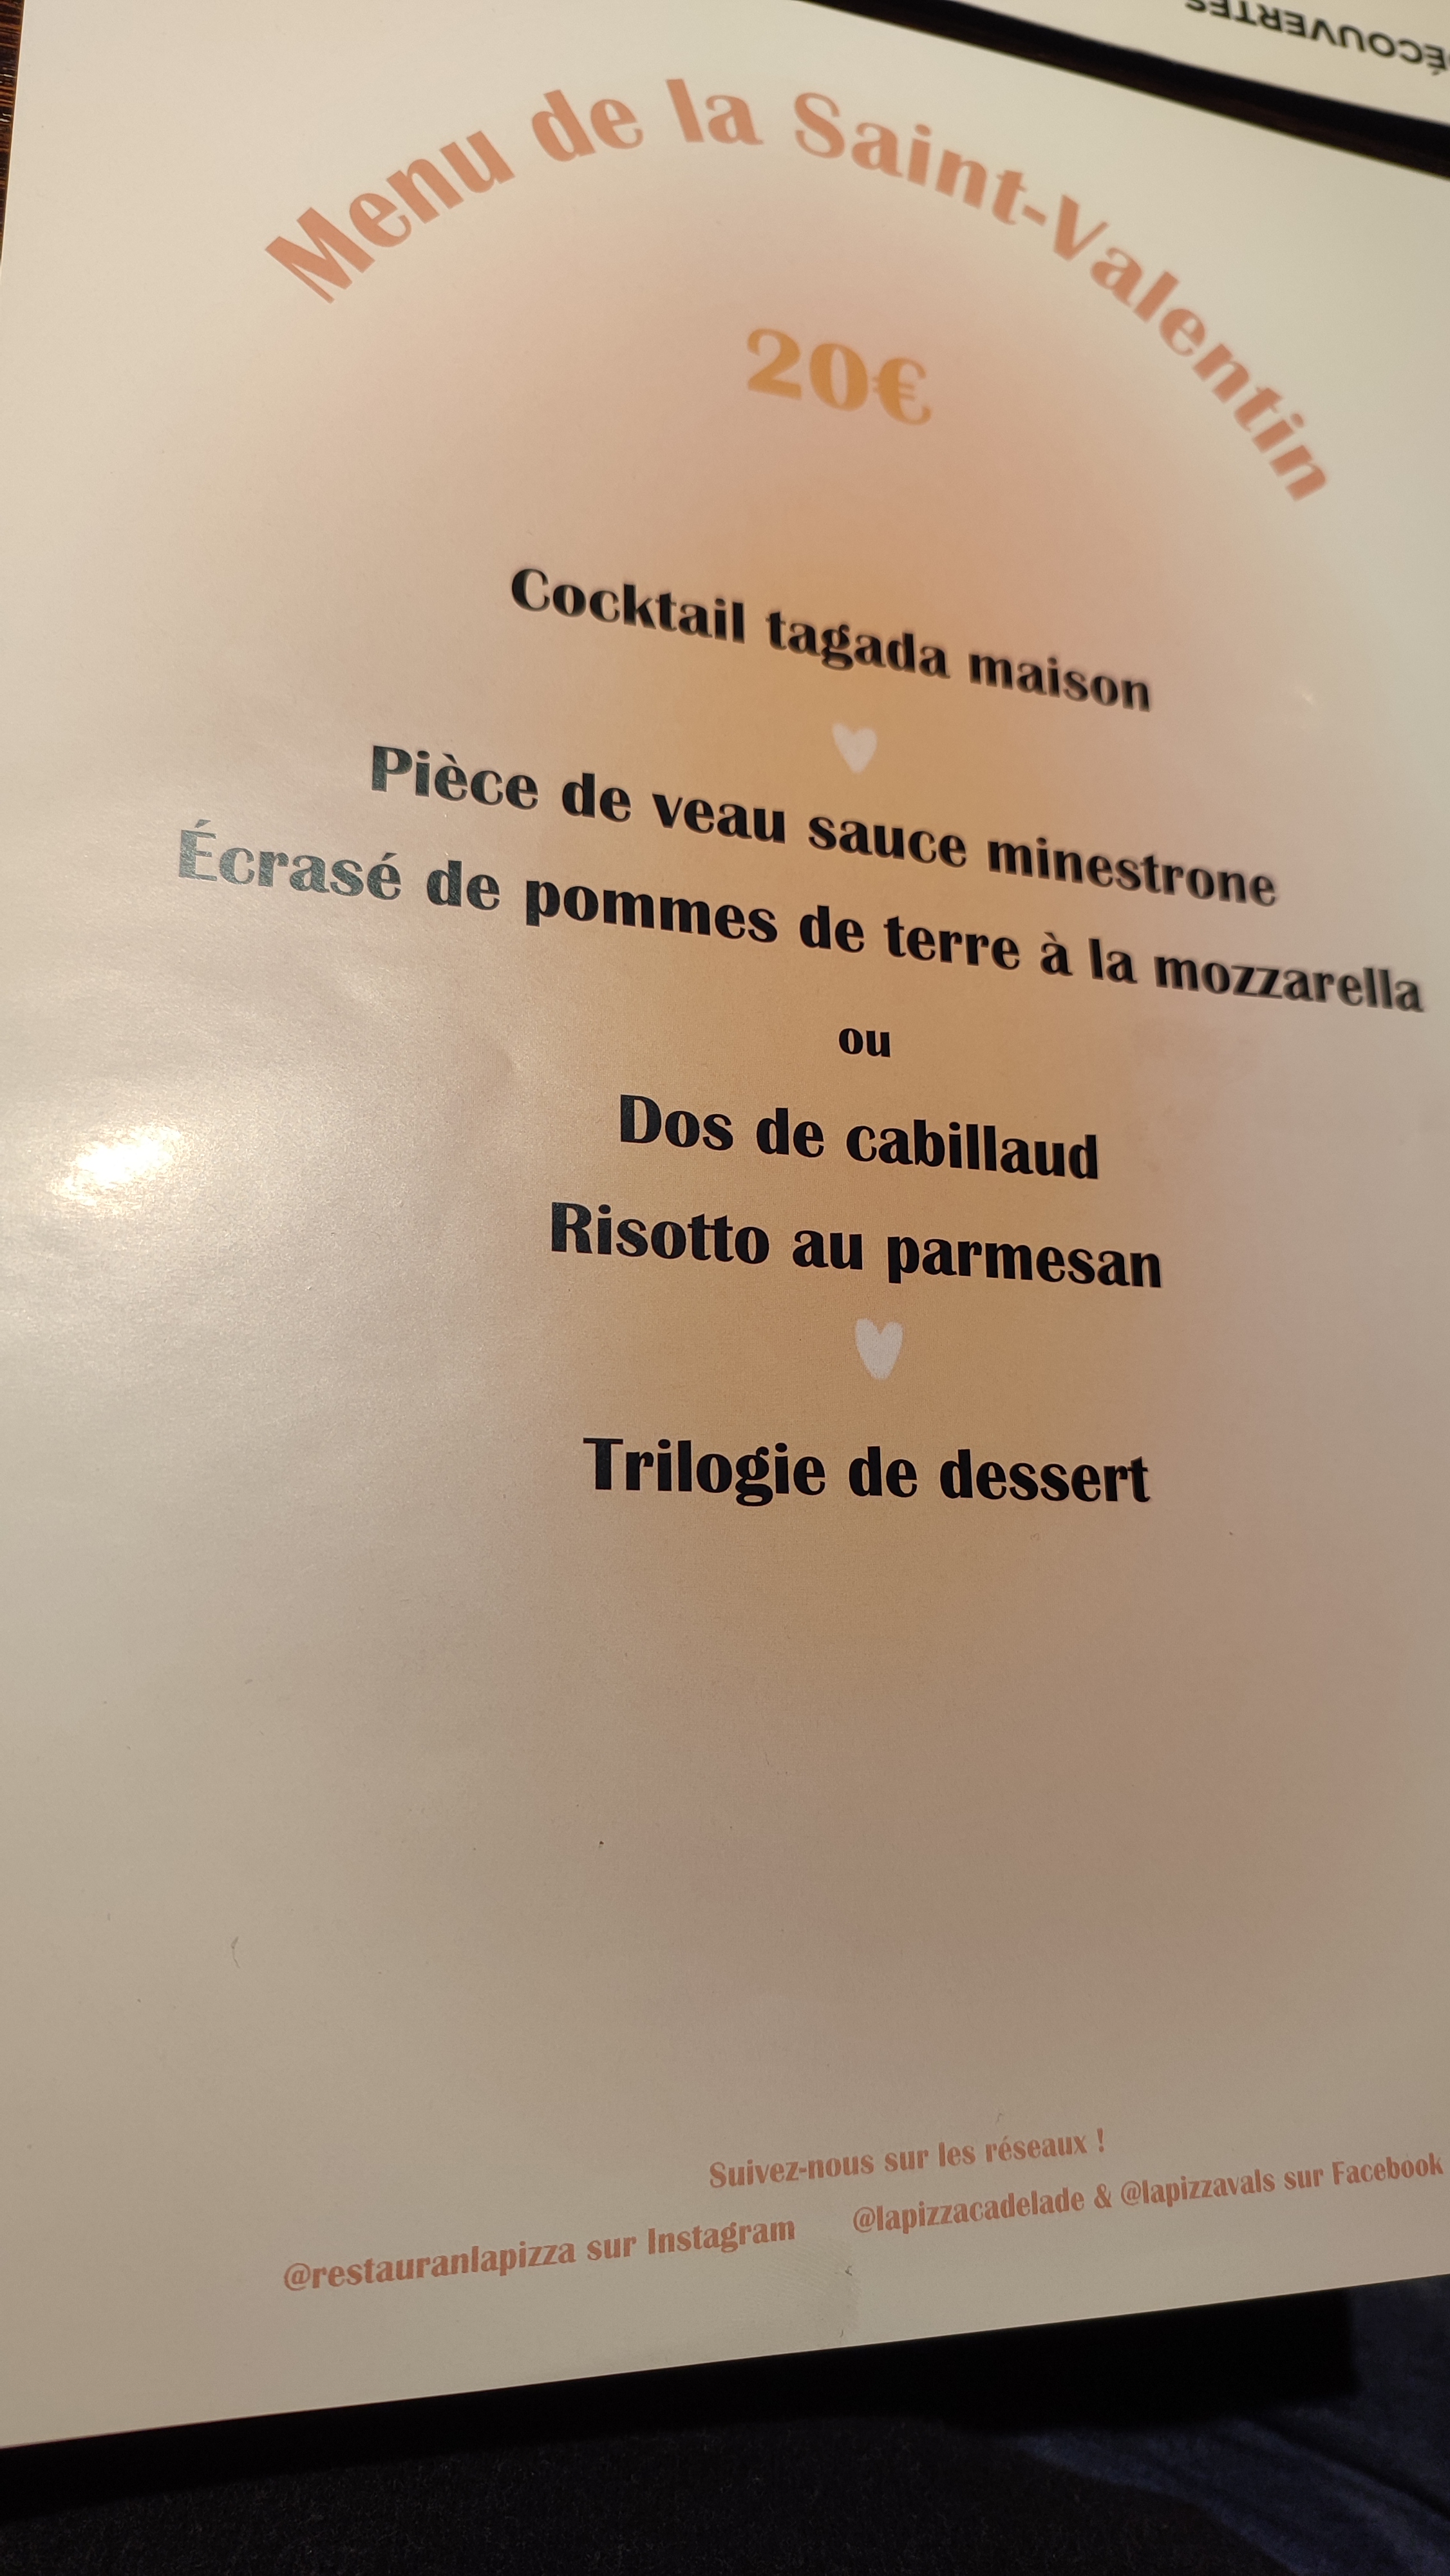 DÉCOUVERTES
Menu de la Saint-Valentin
20€
Cocktail tagada maison
Pièce de veau sauce minestrone
Écrasé de pommes de terre à la mozzarella
ou
Dos de cabillaud
Risotto au parmesan
Trilogie de dessert
Suivez-nous sur les réseaux !
@restauranlapizza sur Instagram @lapizzacadelade & @lapizzavals sur Facebook